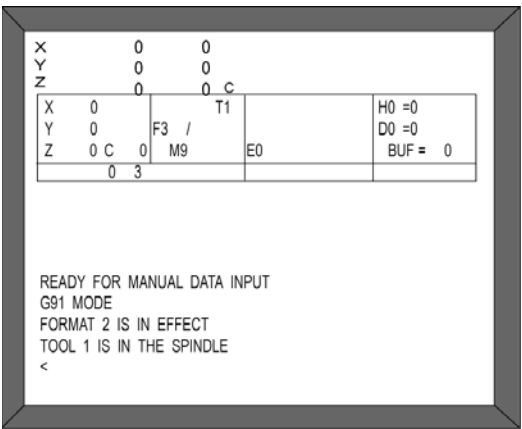 X 0 0
Y 0 0
Z 0 0 C
X 0 T1 H0 =0
Y 0 F3 / D0 =0
Z 0 C 0 M9 E0 BUF = 0
0 3
READY FOR MANUAL DATA INPUT
G91 MODE
FORMAT 2 IS IN EFFECT
TOOL 1 IS IN THE SPINDLE
<